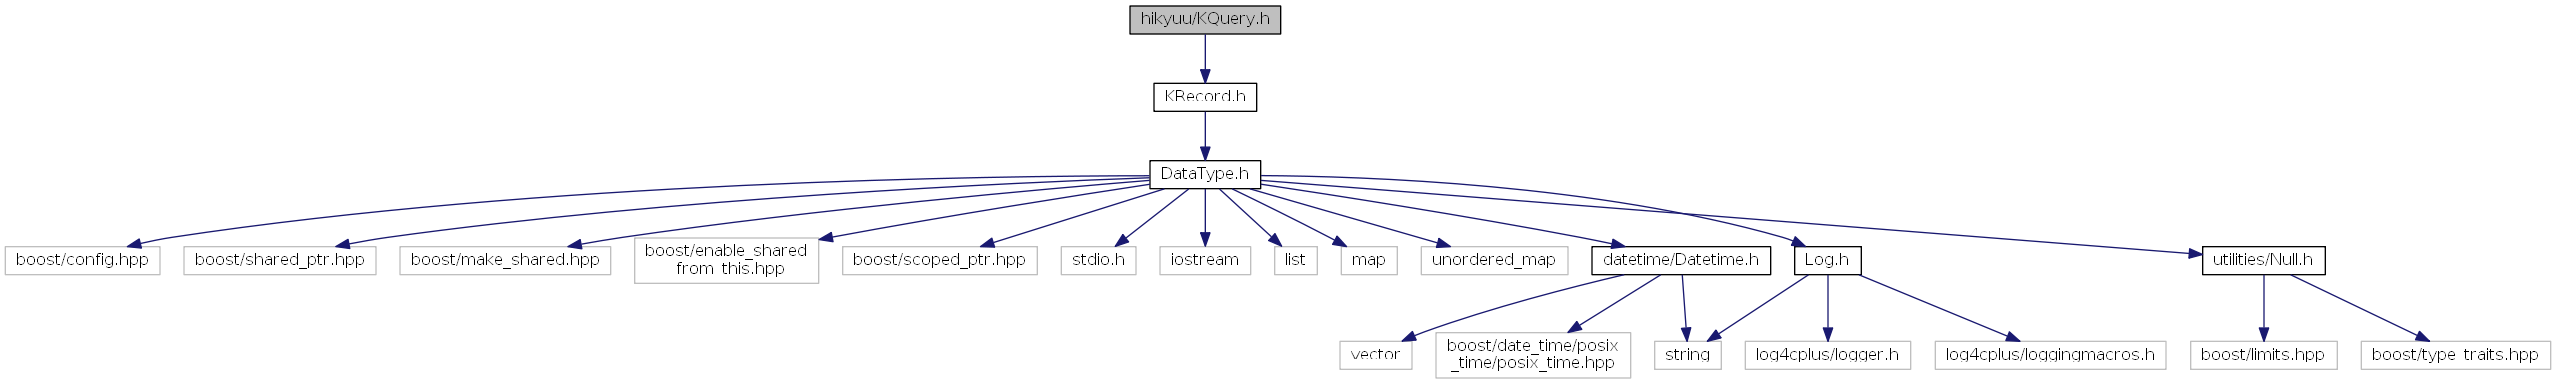 hikyuu/KQuery.h
KRecord.h
DataType.h
boost/config.hpp
boost/shared_ptr.hpp
boost/make_shared.hpp
boost/enable_shared
_from_this.hpp
boost/scoped_ptr.hpp
stdio.h
iostream
list
map
unordered_map
datetime/Datetime.h
Log.h
utilities/Null.h
vector
boost/date_time/posix
_time/posix_time.hpp
string
log4cplus/logger.h
log4cplus/loggingmacros.h
boost/limits.hpp
boost/type_traits.hpp